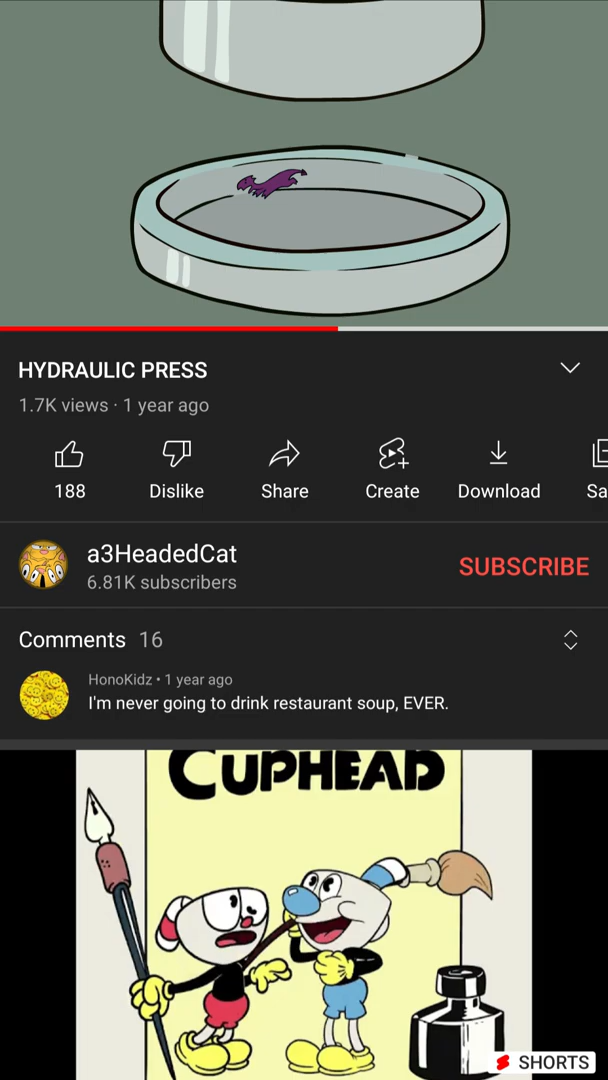 HYDRAULIC PRESS
1.7K views · 1 year ago
188
Dislike
Share
Create
Download
Sa
a3HeadedCat
6.81K subscribers
SUBSCRIBE
Comments 16
HonoKidz • 1 year ago
I'm never going to drink restaurant soup, EVER.
CUPHEAD
SHORTS